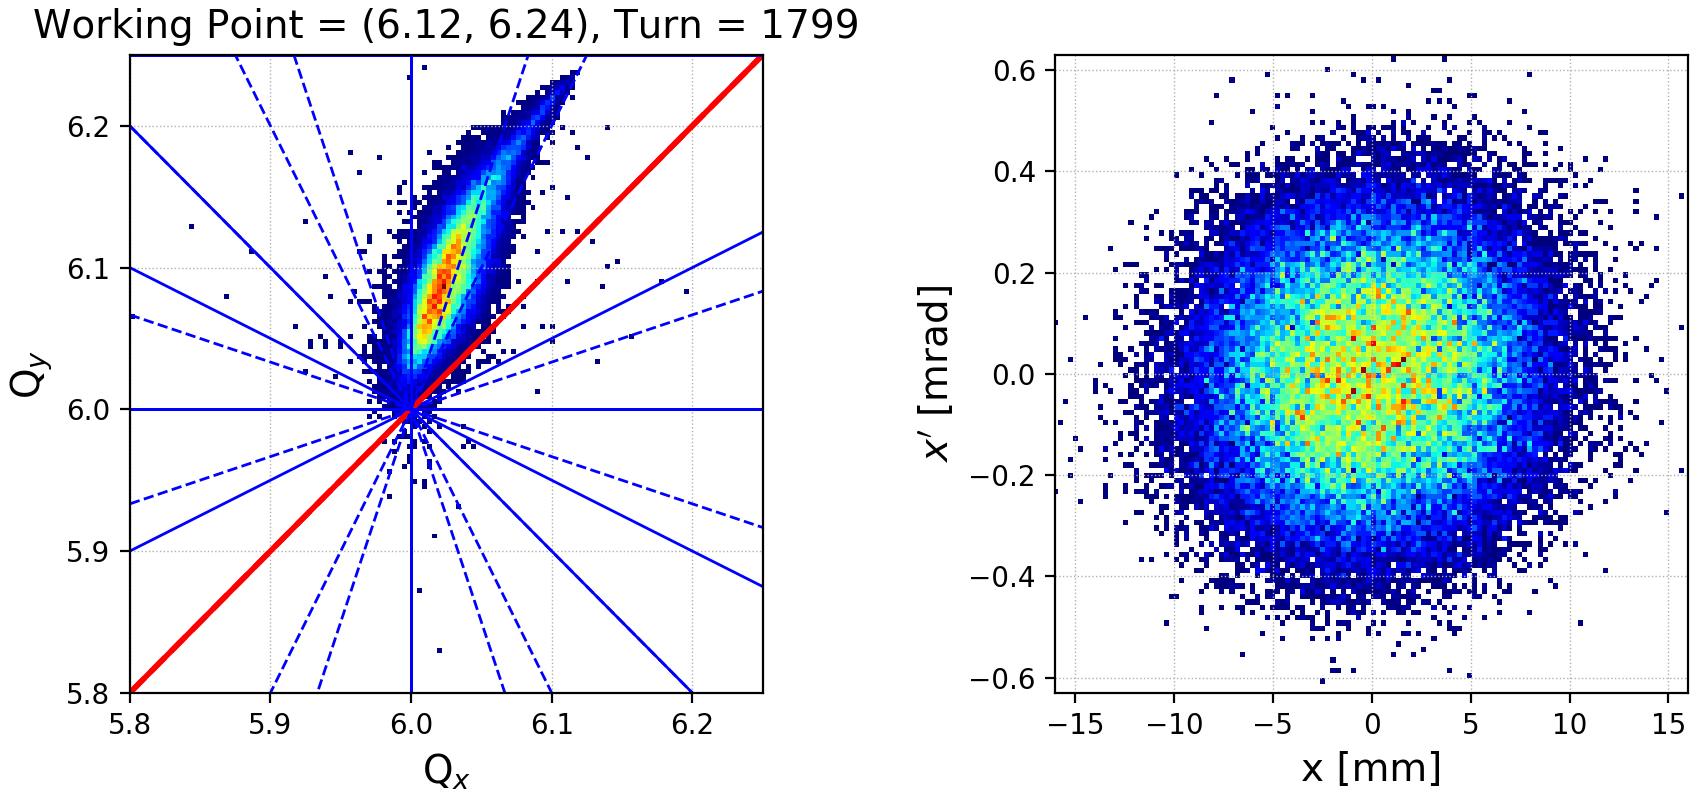 Working Point = (6.12, 6.24), Turn = 1799
6.2
6.1
6.0
5.9
5.8
Q_y
5.8 5.9 6.0 6.1 6.2
Q_x
0.6
0.4
0.2
0.0
−0.2
−0.4
−0.6
x′ [mrad]
−15 −10 −5 0 5 10 15
x [mm]